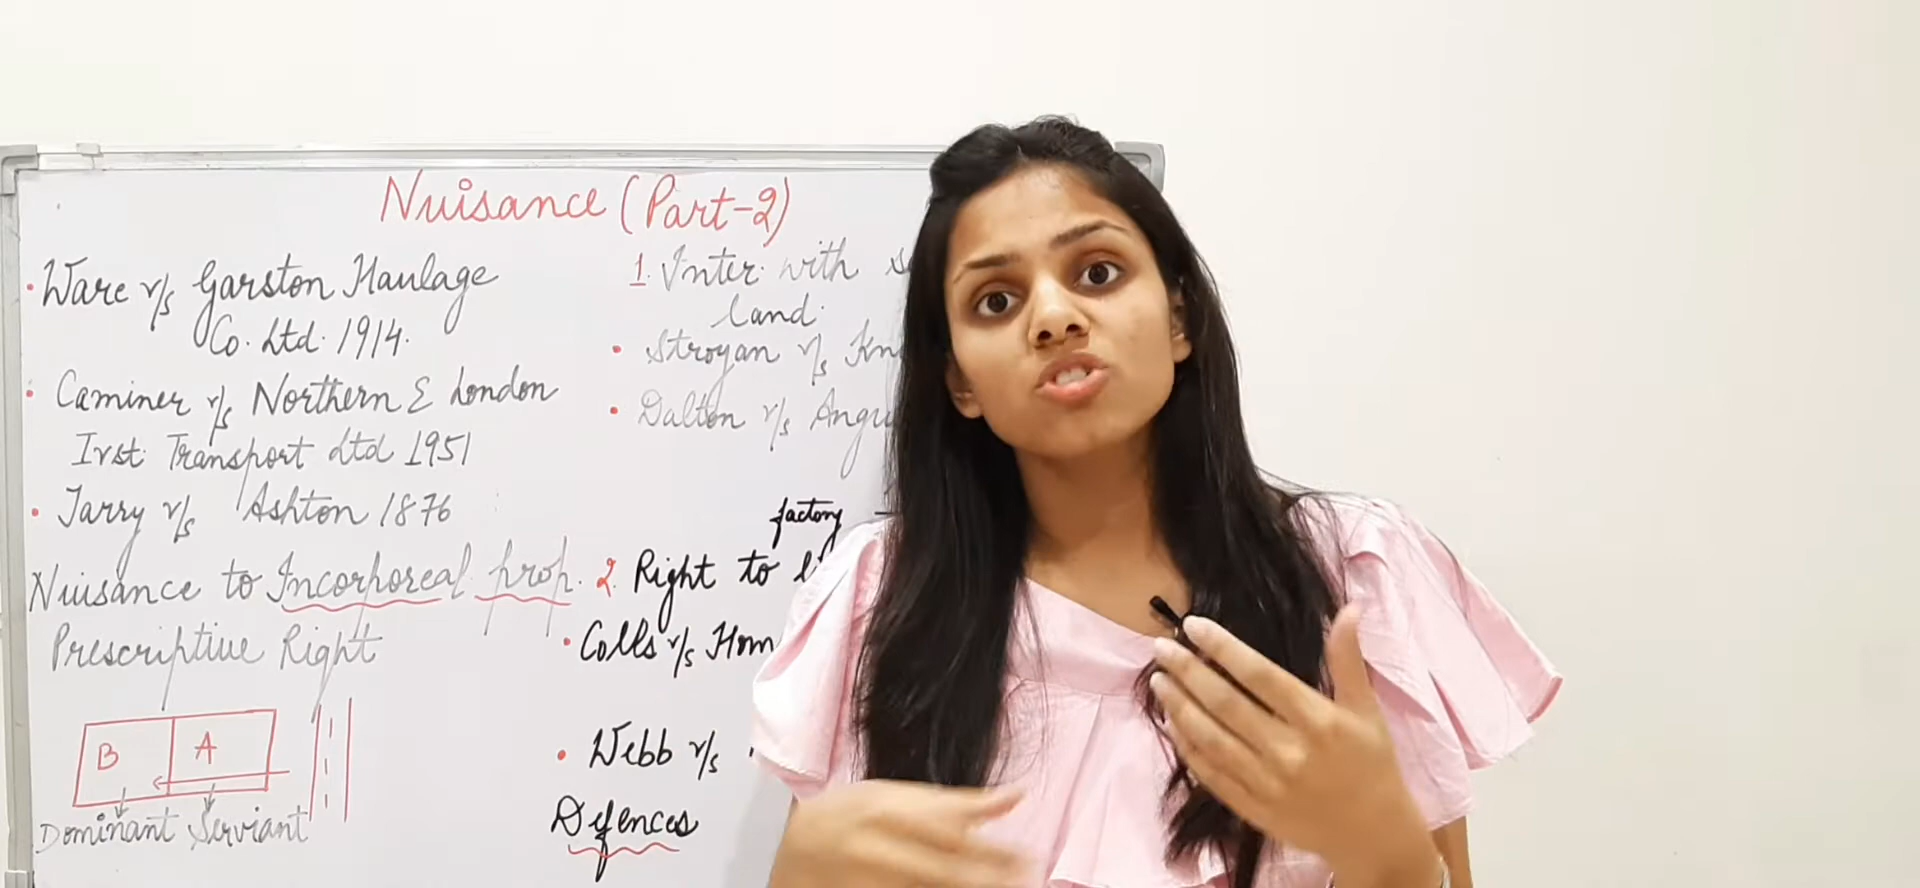 Nuisance (Part-2)
• Ware v/s Garston Haulage
Co. Ltd. 1914.
• Caminer v/s Northern & London
Invst. Transport Ltd 1951
• Tarry v/s Ashton 1876
Nuisance to Incorporeal prop.
Prescriptive Right
B A
Dominant Serviant
1. Inter. with
land.
• Stroyan v/s
• Dalton v/s
factory
2. Right to
• Colls v/s
• Webb v/s
Defences